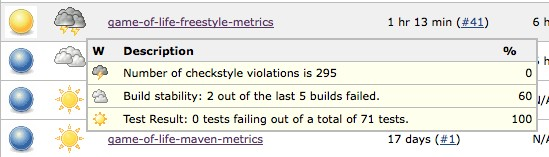 game-of-life-freestyle-metrics 1 hr 13 min (#41) 6 h
W Description %
Number of checkstyle violations is 295 0
Build stability: 2 out of the last 5 builds failed. 60
Test Result: 0 tests failing out of a total of 71 tests. 100
game-of-life-maven-metrics 17 days (#1) N/A